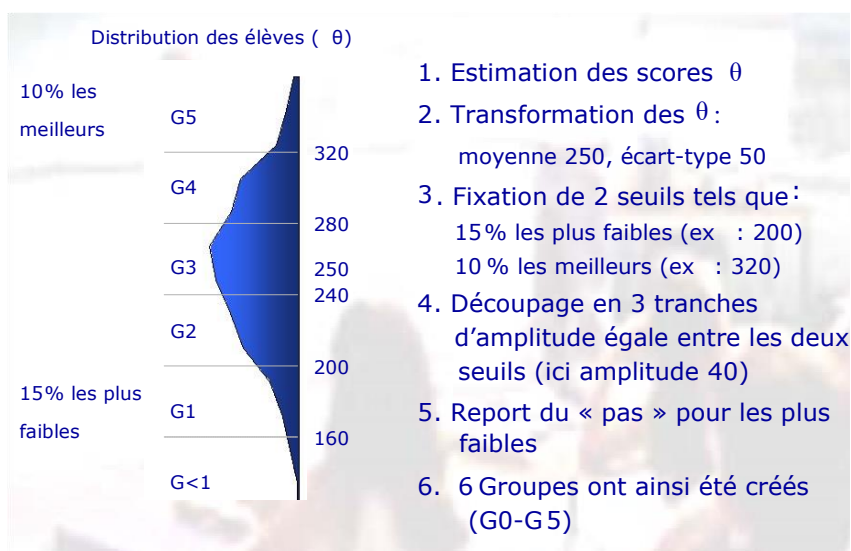 Distribution des élèves ( θ)
10% les
meilleurs
G5
320
G4
280
G3
250
240
G2
200
15% les plus
faibles
G1
160
G<1
1. Estimation des scores θ
2. Transformation des θ :
moyenne 250, écart-type 50
3. Fixation de 2 seuils tels que :
15% les plus faibles (ex : 200)
10 % les meilleurs (ex : 320)
4. Découpage en 3 tranches
d’amplitude égale entre les deux
seuils (ici amplitude 40)
5. Report du « pas » pour les plus
faibles
6. 6 Groupes ont ainsi été créés
(G0-G5)